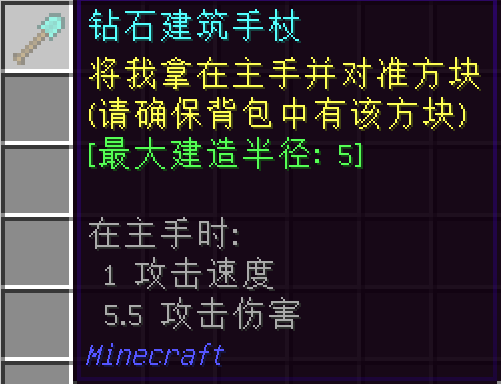 钻石建筑手杖
将我拿在主手并对准方块
(请确保背包中有该方块)
[最大建造半径: 5]
在主手时:
1 攻击速度
5.5 攻击伤害
Minecraft